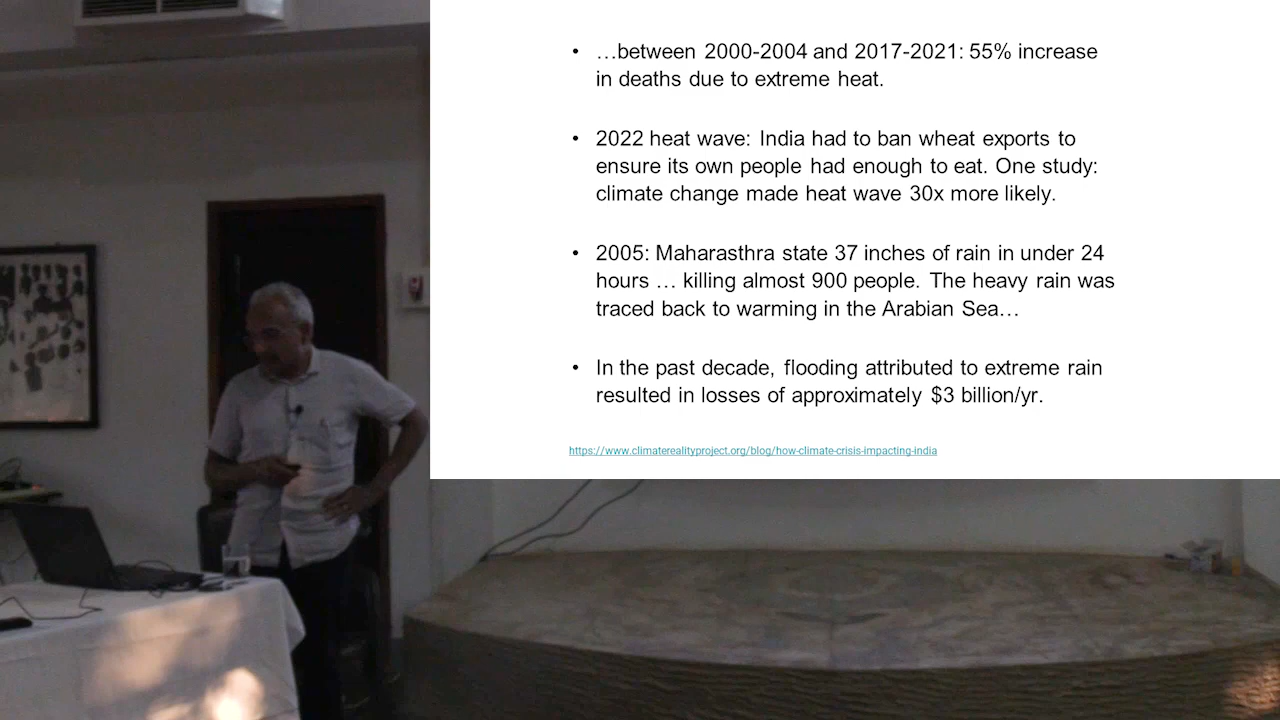 …between 2000-2004 and 2017-2021: 55% increase
in deaths due to extreme heat.
2022 heat wave: India had to ban wheat exports to
ensure its own people had enough to eat. One study:
climate change made heat wave 30x more likely.
2005: Maharasthra state 37 inches of rain in under 24
hours … killing almost 900 people. The heavy rain was
traced back to warming in the Arabian Sea…
In the past decade, flooding attributed to extreme rain
resulted in losses of approximately $3 billion/yr.
https://www.climaterealityproject.org/blog/how-climate-crisis-impacting-india